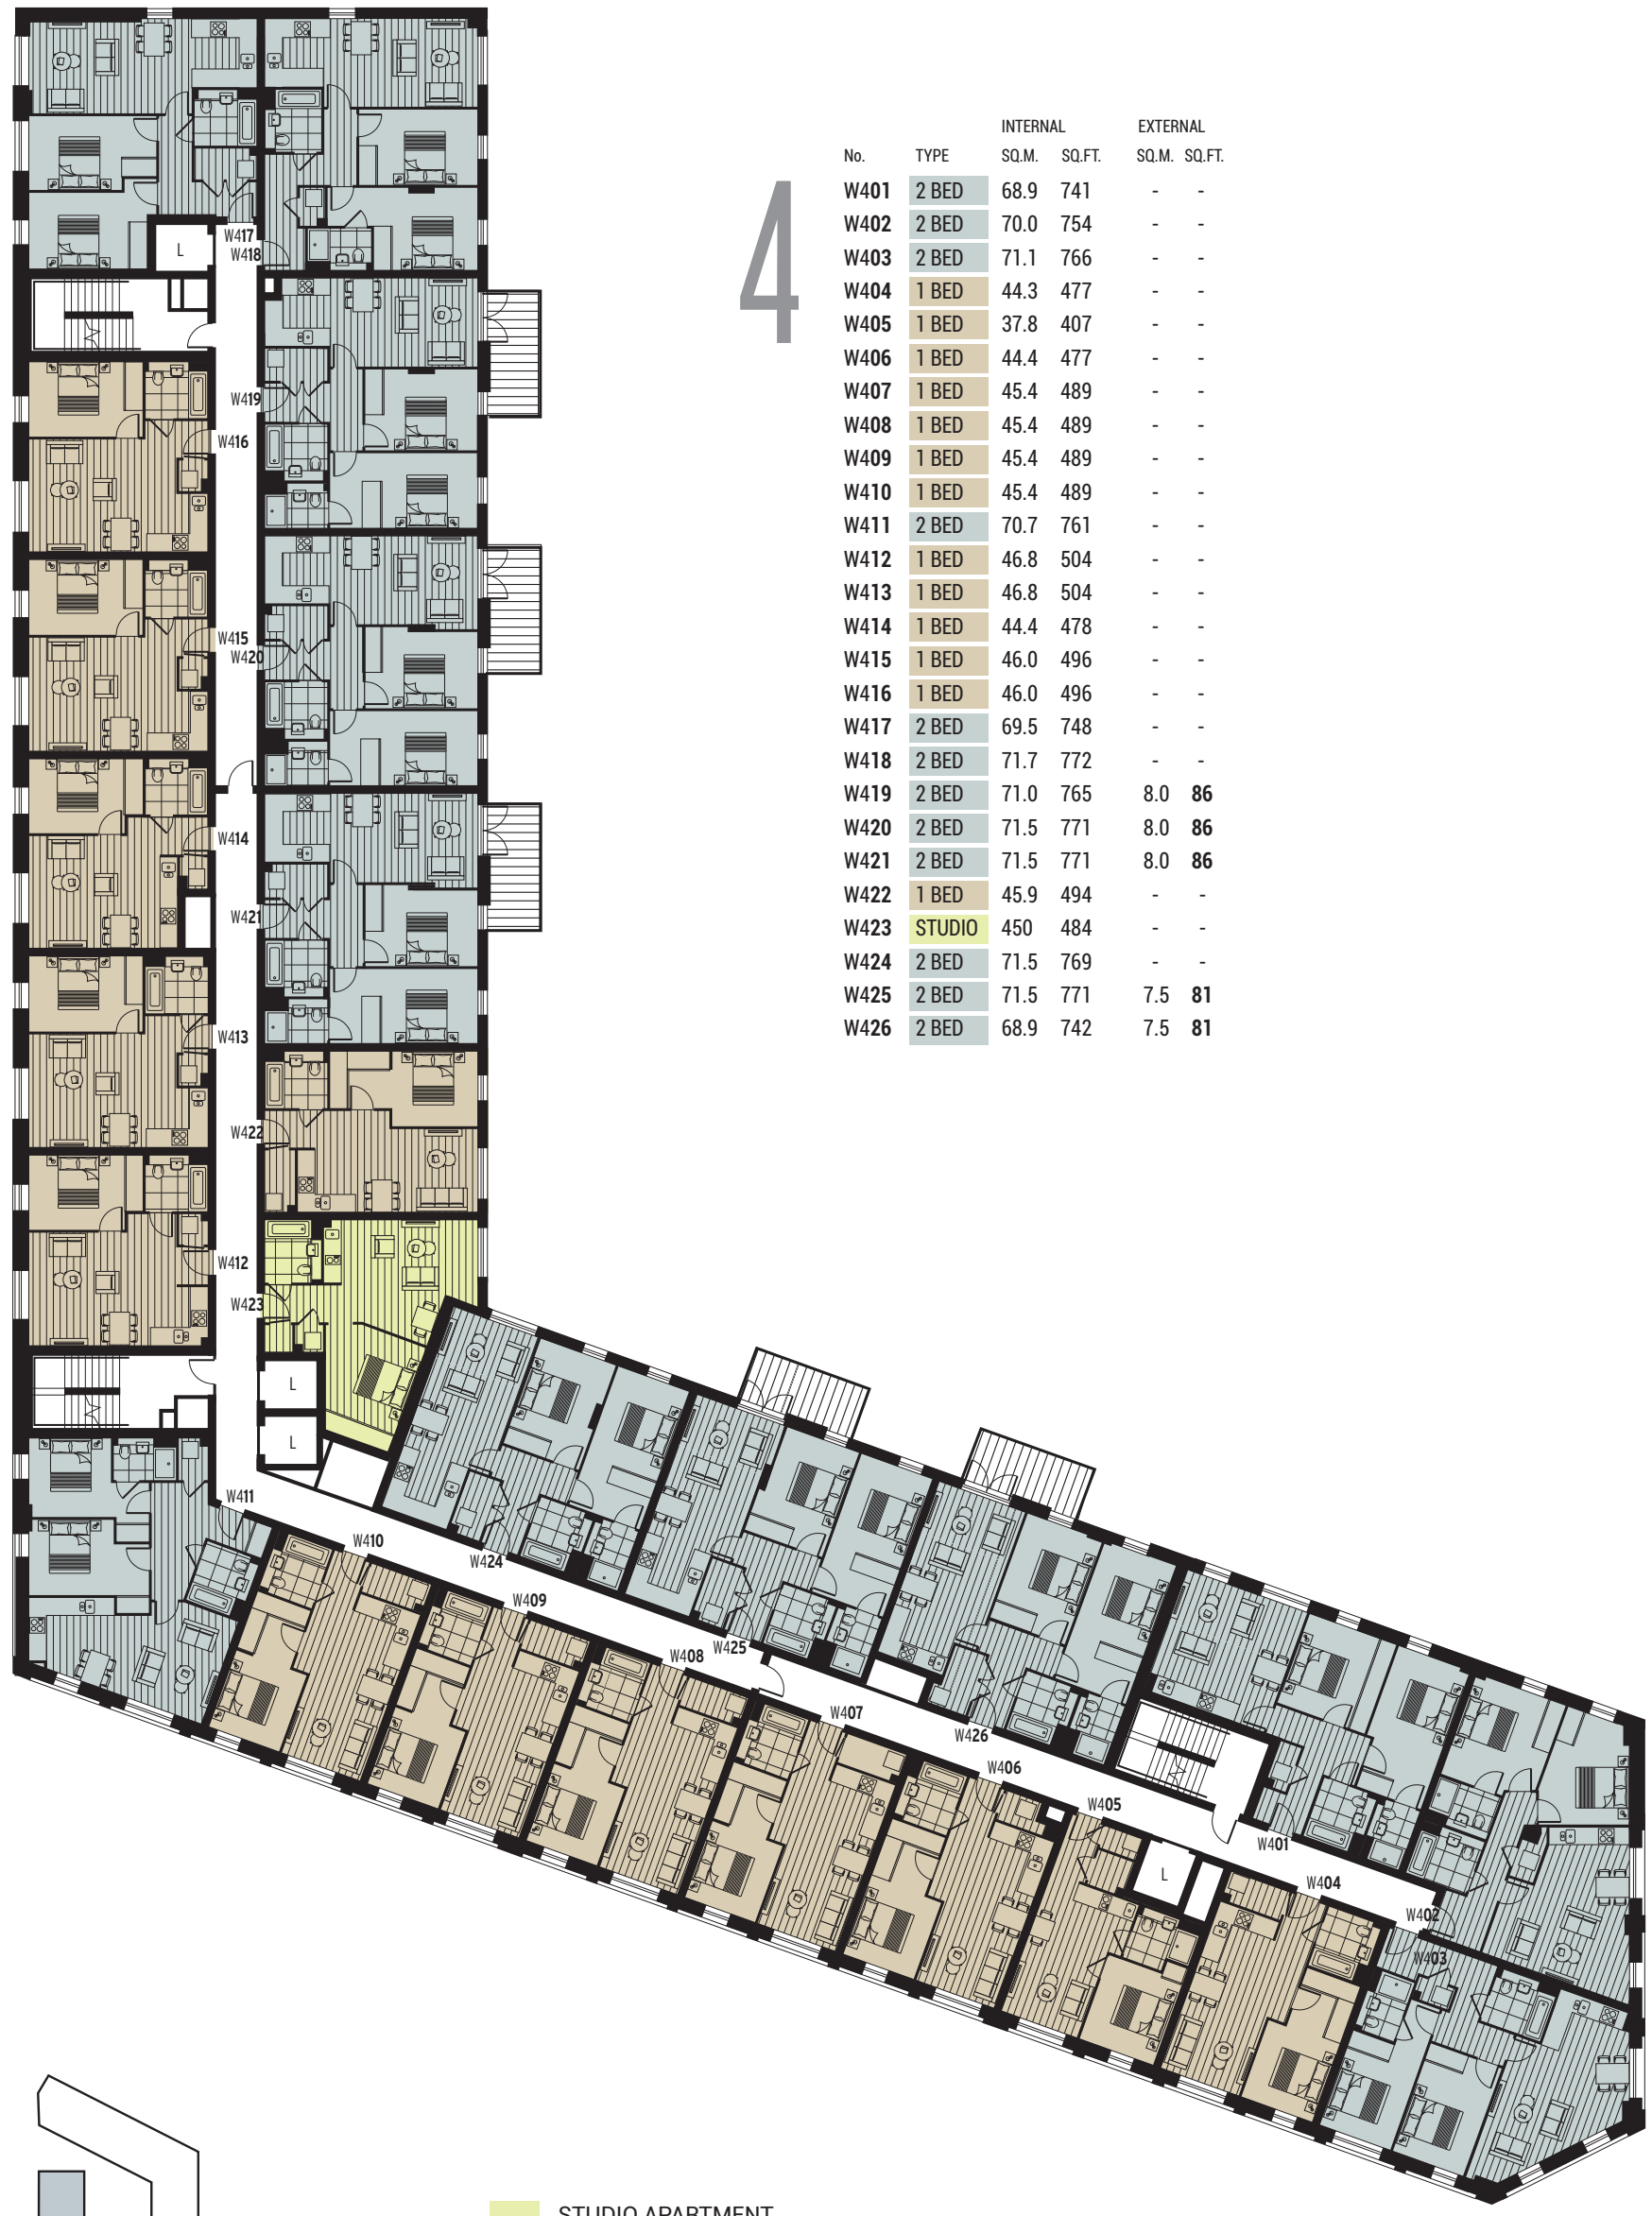 4
INTERNAL EXTERNAL
No. TYPE SQ.M. SQ.FT. SQ.M. SQ.FT.
W401 2 BED 68.9 741 - -
W402 2 BED 70.0 754 - -
W403 2 BED 71.1 766 - -
W404 1 BED 44.3 477 - -
W405 1 BED 37.8 407 - -
W406 1 BED 44.4 477 - -
W407 1 BED 45.4 489 - -
W408 1 BED 45.4 489 - -
W409 1 BED 45.4 489 - -
W410 1 BED 45.4 489 - -
W411 2 BED 70.7 761 - -
W412 1 BED 46.8 504 - -
W413 1 BED 46.8 504 - -
W414 1 BED 44.4 478 - -
W415 1 BED 46.0 496 - -
W416 1 BED 46.0 496 - -
W417 2 BED 69.5 748 - -
W418 2 BED 71.7 772 - -
W419 2 BED 71.0 765 8.0 86
W420 2 BED 71.5 771 8.0 86
W421 2 BED 71.5 771 8.0 86
W422 1 BED 45.9 494 - -
W423 STUDIO 450 484 - -
W424 2 BED 71.5 769 - -
W425 2 BED 71.5 771 7.5 81
W426 2 BED 68.9 742 7.5 81
W417
L
W418
W419
W416
W415
W420
W414
W421
W413
W422
W412
W423
L
L
W411
W410
W424
W409
W425
W408
W407
W426
W406
W405
W401
L
W404
W402
W403
STUDIO APARTMENT